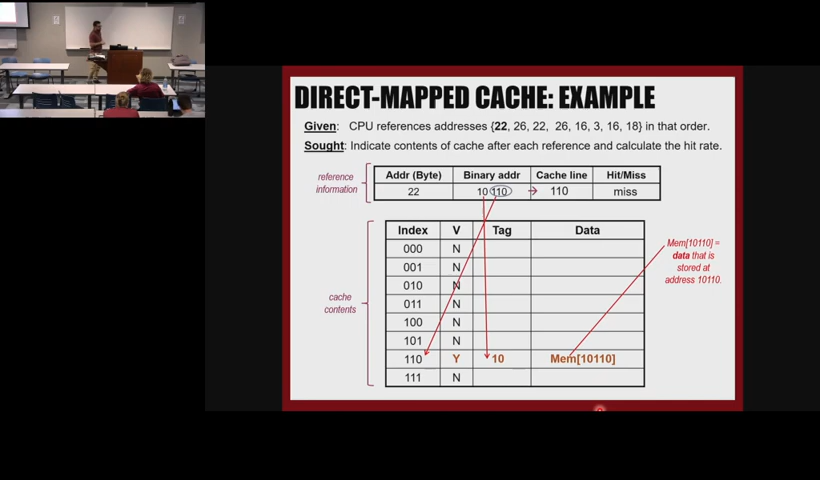 DIRECT-MAPPED CACHE: EXAMPLE
Given: CPU references addresses {22, 26, 22, 26, 16, 3, 16, 18} in that order.
Sought: Indicate contents of cache after each reference and calculate the hit rate.
reference
information
Addr (Byte) Binary addr Cache line Hit/Miss
22 10 110 → 110 miss
cache
contents
Index V Tag Data
000 N
001 N
010 N
011 N
100 N
101 N
110 Y 10 Mem[10110]
111 N
Mem[10110] =
data that is
stored at
address 10110.